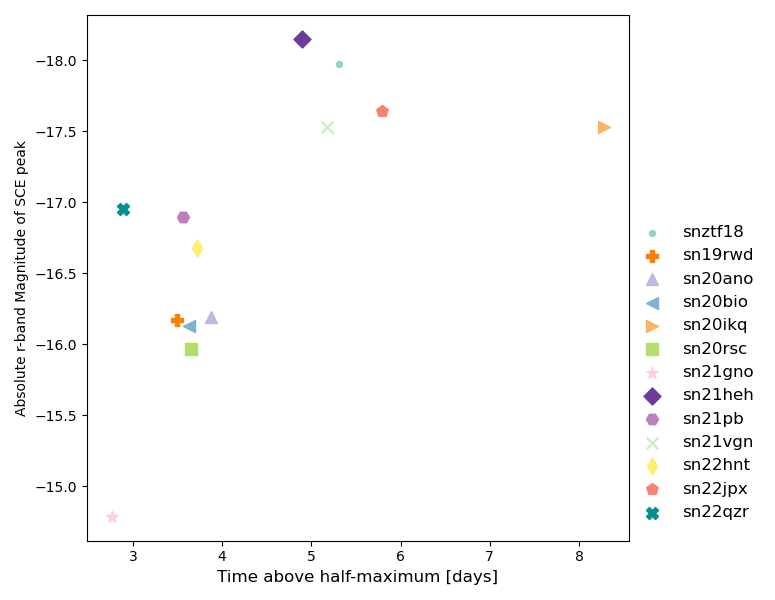 −18.0
−17.5
−17.0
−16.5
−16.0
−15.5
−15.0
Absolute r-band Magnitude of SCE peak
3 4 5 6 7 8
Time above half-maximum [days]
snztf18
sn19rwd
sn20ano
sn20bio
sn20ikq
sn20rsc
sn21gno
sn21heh
sn21pb
sn21vgn
sn22hnt
sn22jpx
sn22qzr